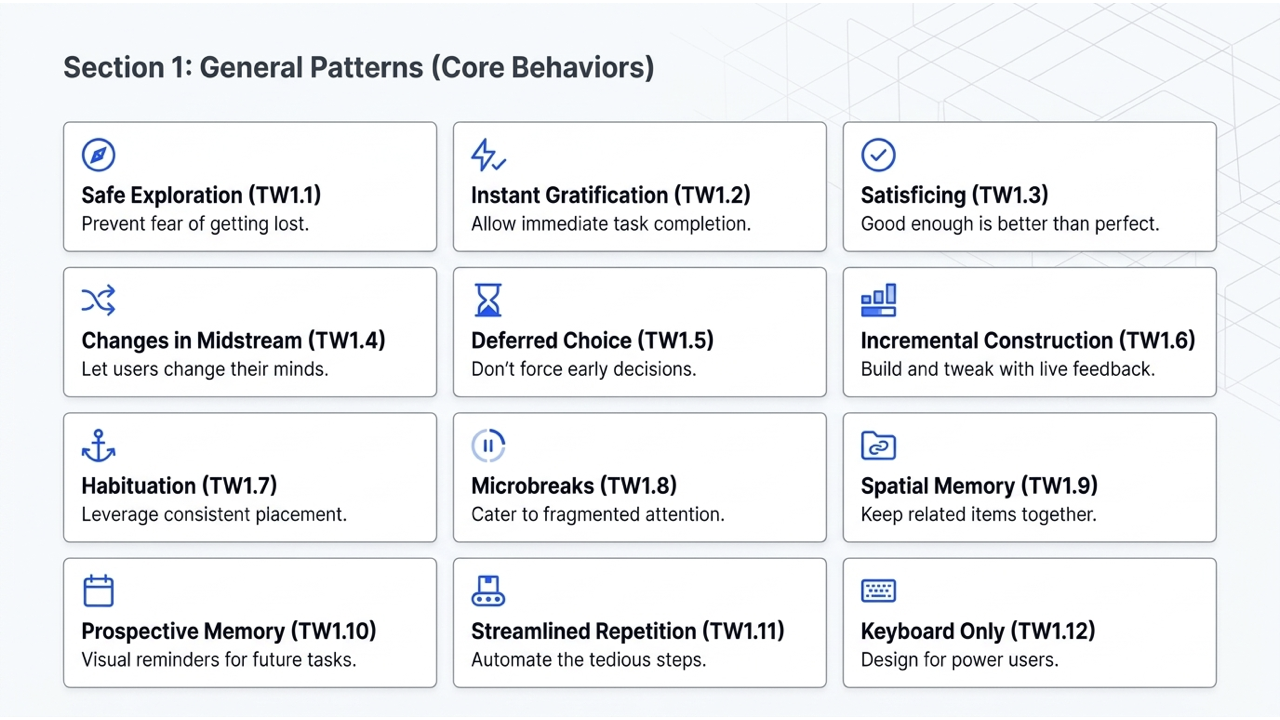 Section 1: General Patterns (Core Behaviors)
Safe Exploration (TW1.1)
Prevent fear of getting lost.
Instant Gratification (TW1.2)
Allow immediate task completion.
Satisficing (TW1.3)
Good enough is better than perfect.
Changes in Midstream (TW1.4)
Let users change their minds.
Deferred Choice (TW1.5)
Don't force early decisions.
Incremental Construction (TW1.6)
Build and tweak with live feedback.
Habituation (TW1.7)
Leverage consistent placement.
Microbreaks (TW1.8)
Cater to fragmented attention.
Spatial Memory (TW1.9)
Keep related items together.
Prospective Memory (TW1.10)
Visual reminders for future tasks.
Streamlined Repetition (TW1.11)
Automate the tedious steps.
Keyboard Only (TW1.12)
Design for power users.